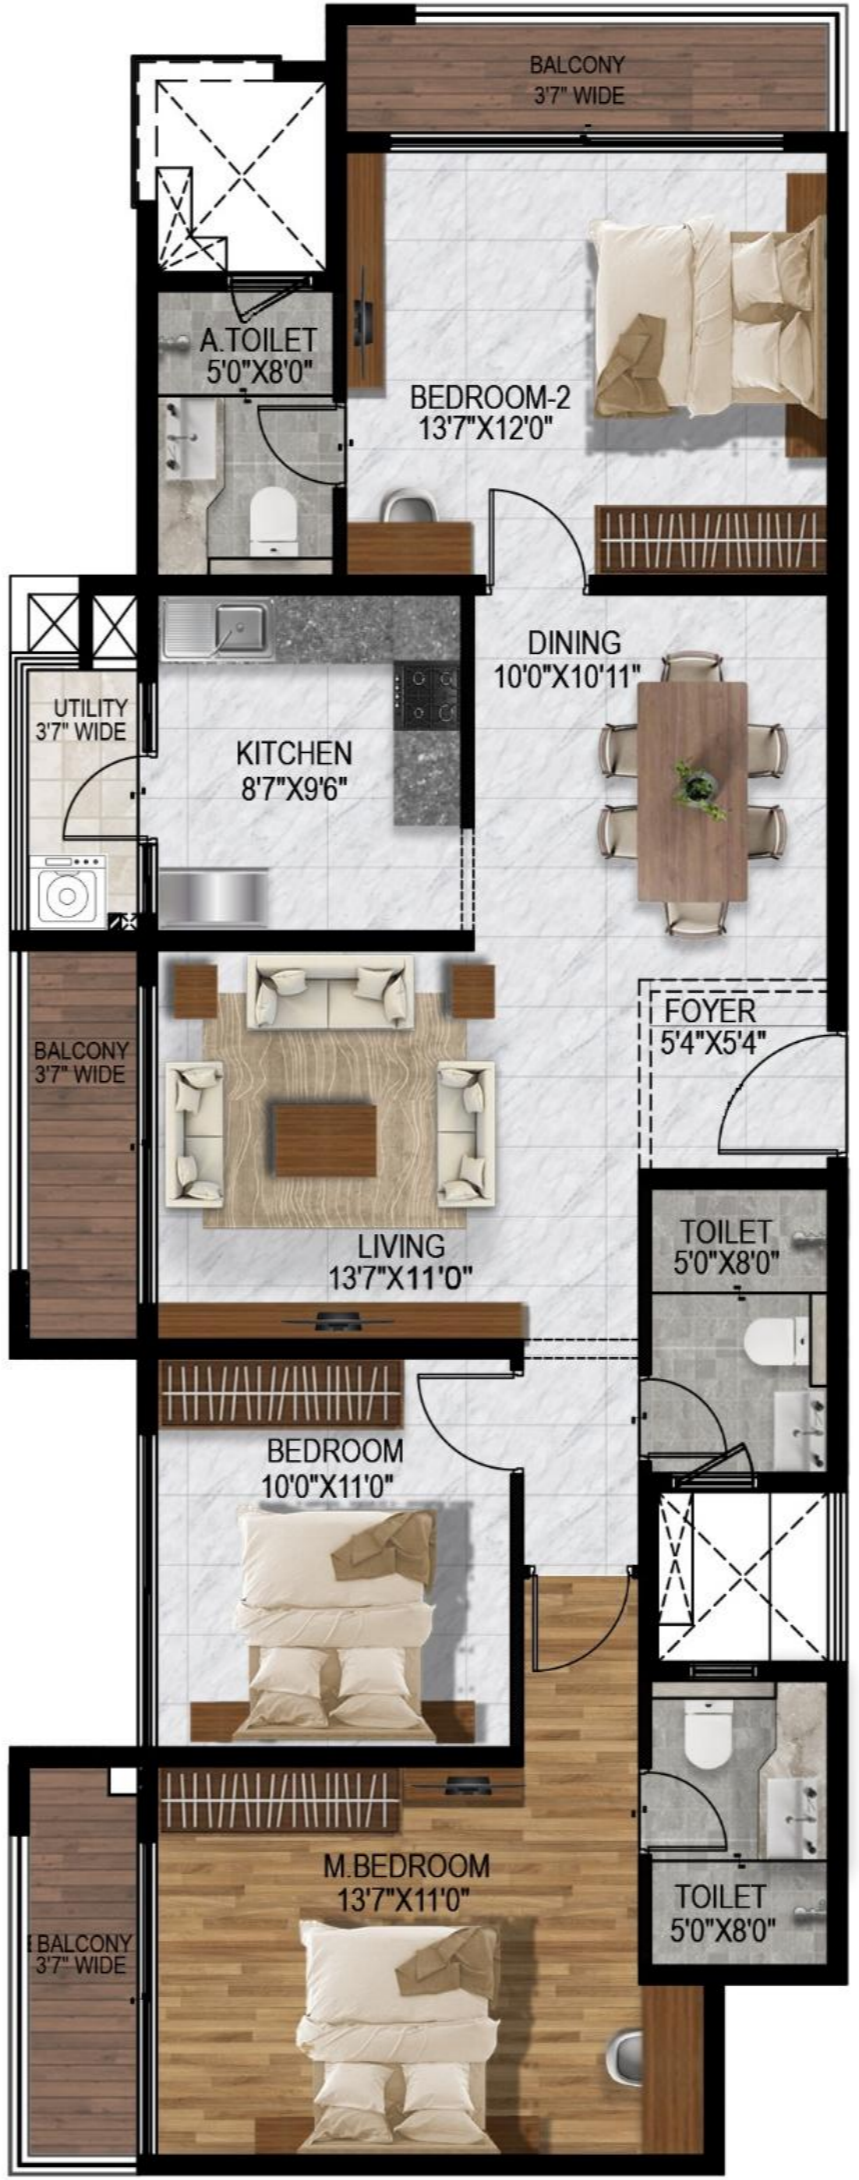 BALCONY
3'7" WIDE
A.TOILET
5'0"X8'0"
BEDROOM-2
13'7"X12'0"
DINING
10'0"X10'11"
UTILITY
3'7" WIDE
KITCHEN
8'7"X9'6"
FOYER
5'4"X5'4"
BALCONY
3'7" WIDE
LIVING
13'7"X11'0"
TOILET
5'0"X8'0"
BEDROOM
10'0"X11'0"
M.BEDROOM
13'7"X11'0"
TOILET
5'0"X8'0"
BALCONY
3'7" WIDE